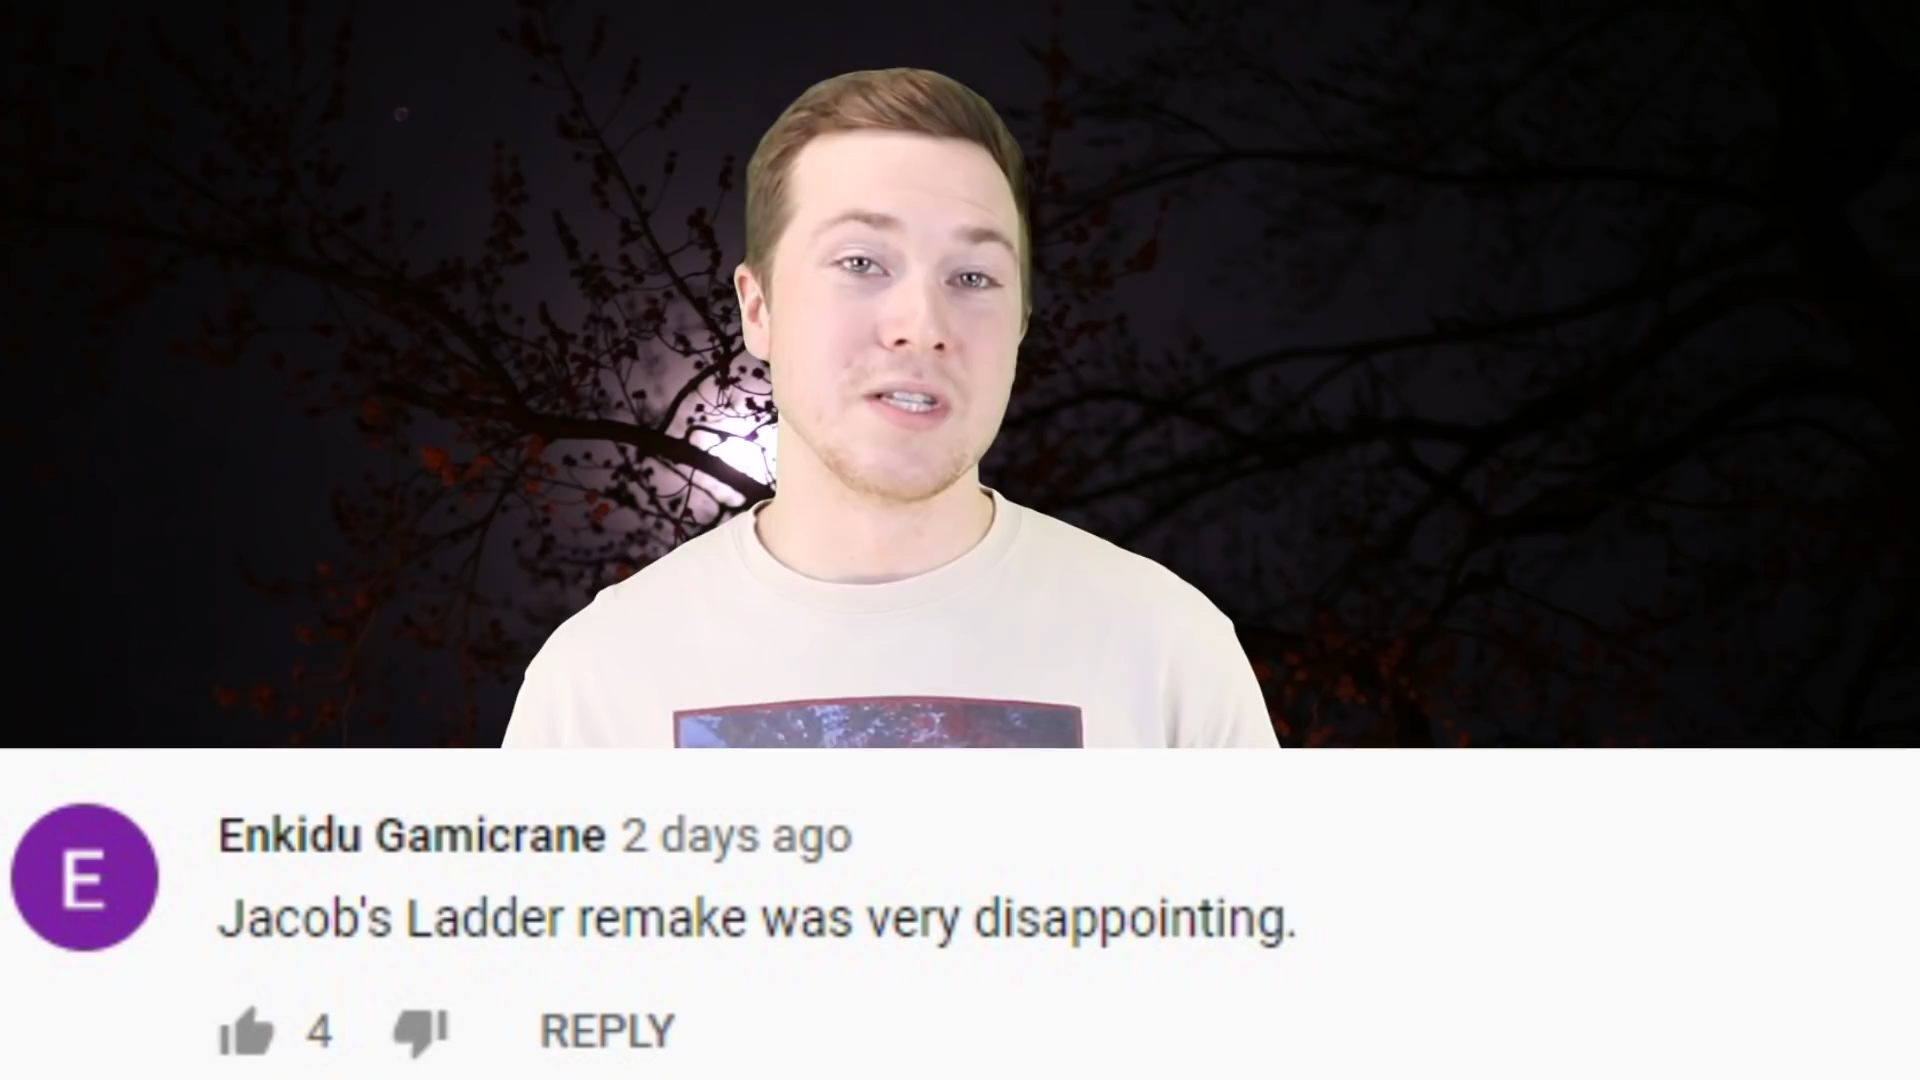 E
Enkidu Gamicrane 2 days ago
Jacob's Ladder remake was very disappointing.
4
REPLY